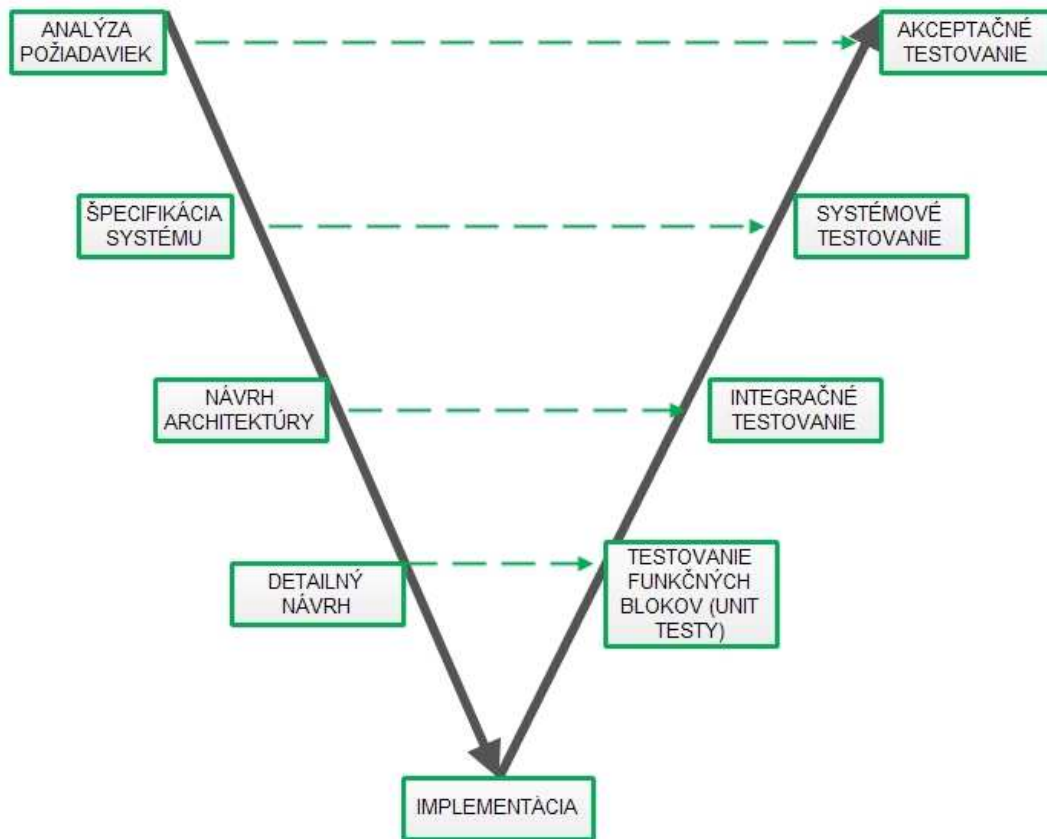 ANALÝZA
POŽIADAVIEK
AKCEPTAČNÉ
TESTOVANIE
ŠPECIFIKÁCIA
SYSTÉMU
SYSTÉMOVÉ
TESTOVANIE
NÁVRH
ARCHITEKTÚRY
INTEGRAČNÉ
TESTOVANIE
DETAILNÝ
NÁVRH
TESTOVANIE
FUNKČNÝCH
BLOKOV (UNIT
TESTY)
IMPLEMENTÀCIA